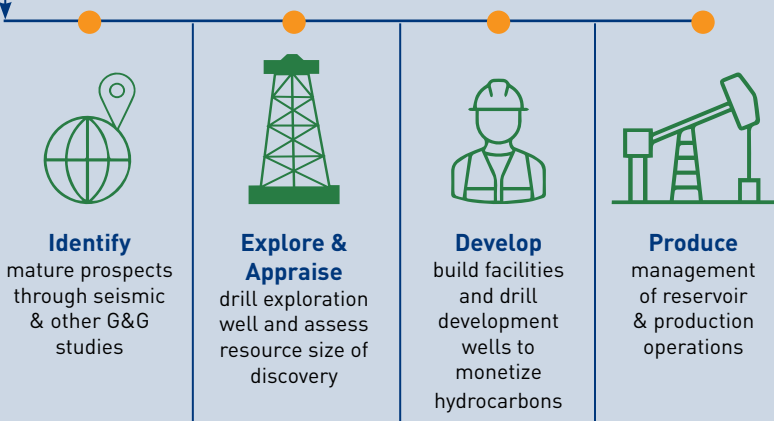 Identify
mature prospects
through seismic
& other G&G
studies
Explore &
Appraise
drill exploration
well and assess
resource size of
discovery
Develop
build facilities
and drill
development
wells to
monetize
hydrocarbons
Produce
management
of reservoir
& production
operations